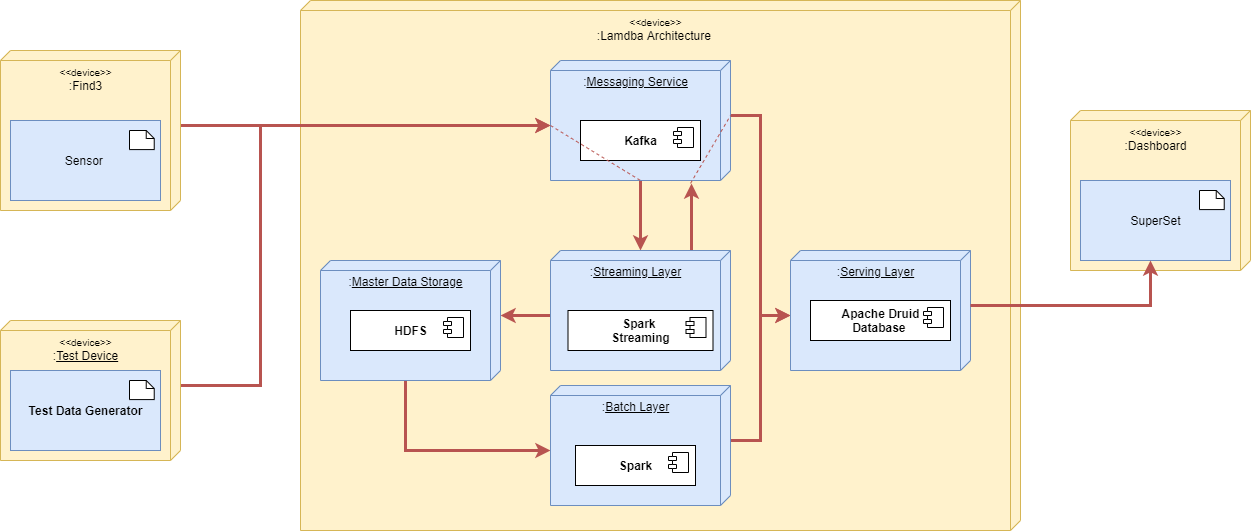 <<device>>
:Lamdba Architecture
<<device>>
:Find3
Sensor
:Messaging Service
Kafka
<<device>>
:Dashboard
SuperSet
:Master Data Storage
HDFS
:Streaming Layer
Spark
Streaming
:Serving Layer
Apache Druid
Database
<<device>>
:Test Device
Test Data Generator
:Batch Layer
Spark